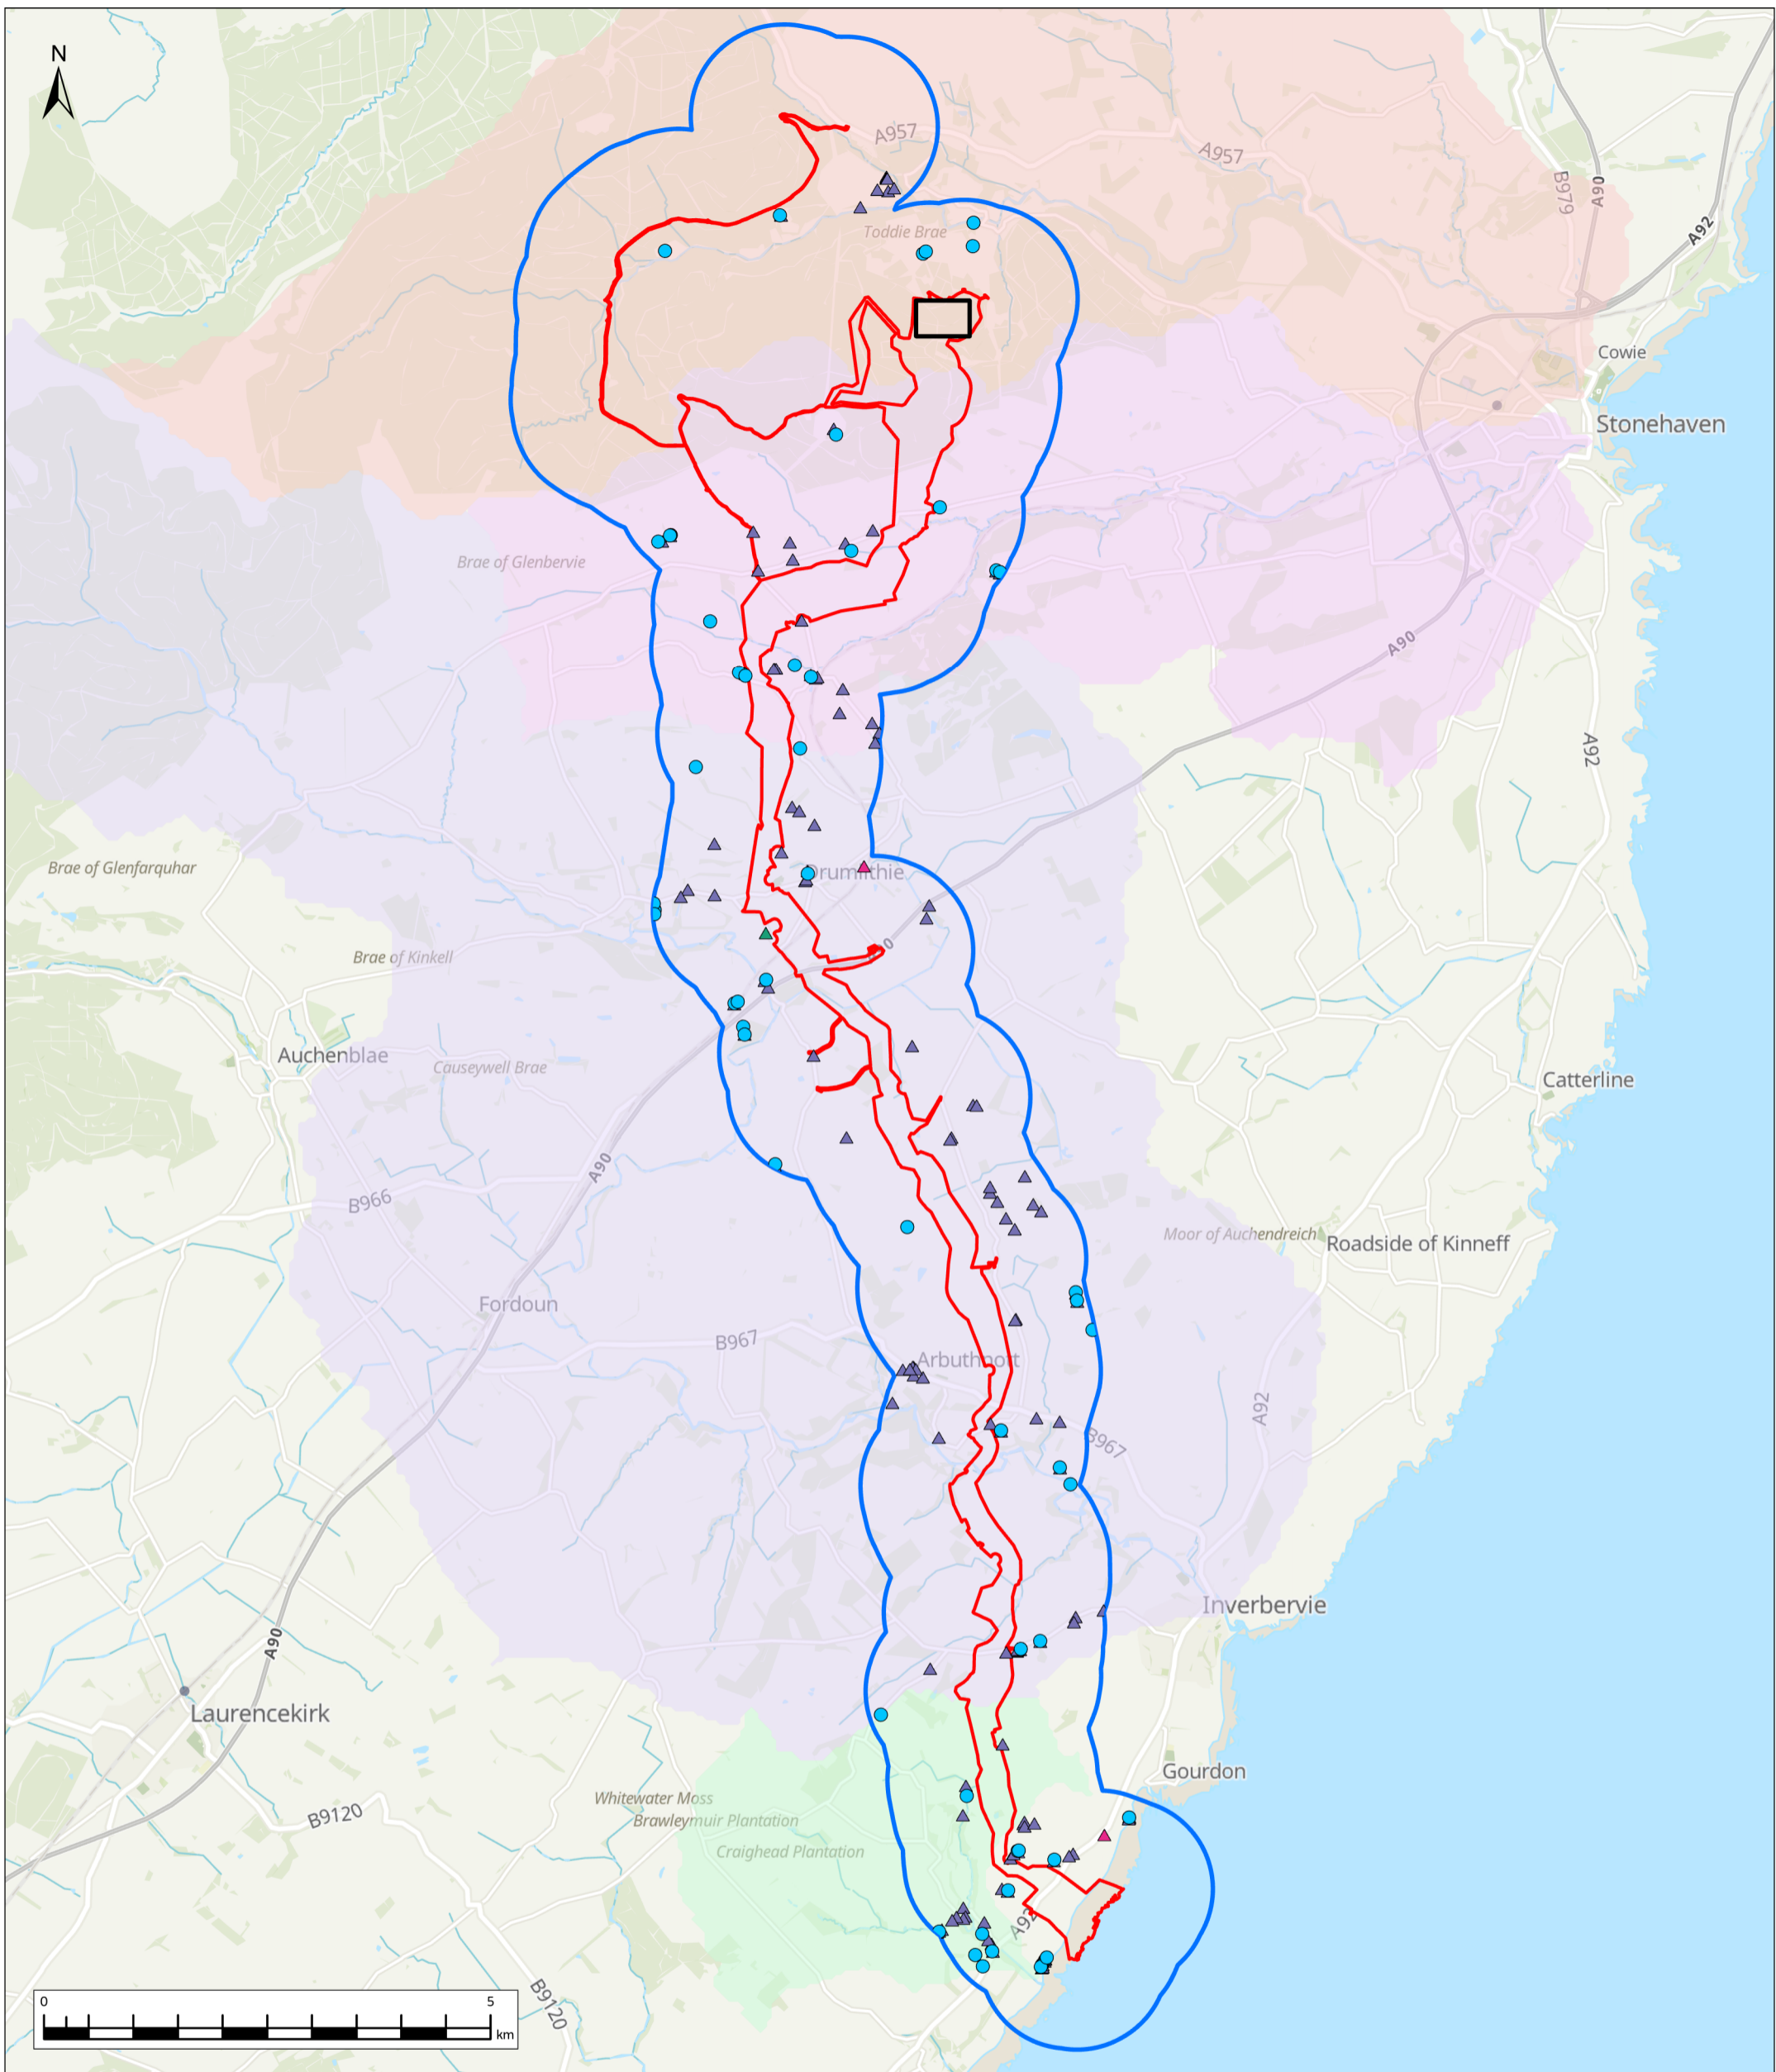 N
A957
A957
B979
A90
A92
Toddie Brae
Cowie
Stonehaven
Brae of Glenbervie
A90
A92
Brae of Glenfarquhar
Drumlithie
Brae of Kinkell
Auchenblae
Causeywell Brae
Catterline
A90
B966
Moor of Auchendreich
Roadside of Kinneff
Fordoun
B967
Arbuthnott
A92
B967
Inverbervie
A90
Laurencekirk
Gourdon
Whitewater Moss
Brawleymuir Plantation
B9120
Craighead Plantation
A92
B9120
0 5
km